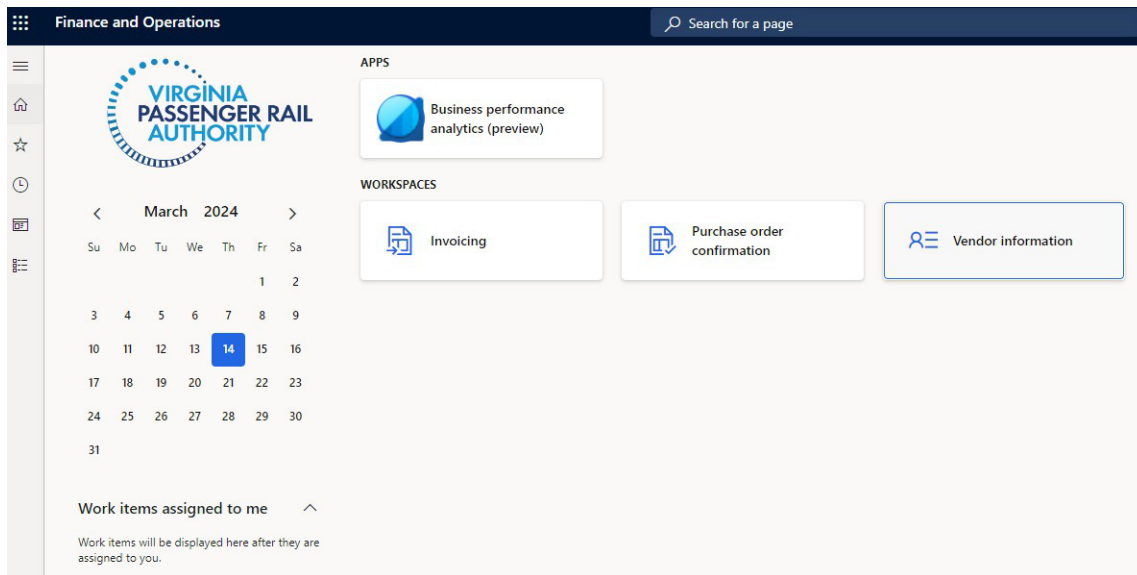 Finance and Operations
Search for a page
VIRGINIA
PASSENGER RAIL
AUTHORITY
March 2024
Su Mo Tu We Th Fr Sa
1 2
3 4 5 6 7 8 9
10 11 12 13 14 15 16
17 18 19 20 21 22 23
24 25 26 27 28 29 30
31
Work items assigned to me
Work items will be displayed here after they are
assigned to you.
APPS
Business performance
analytics (preview)
WORKSPACES
Invoicing
Purchase order
confirmation
Vendor information